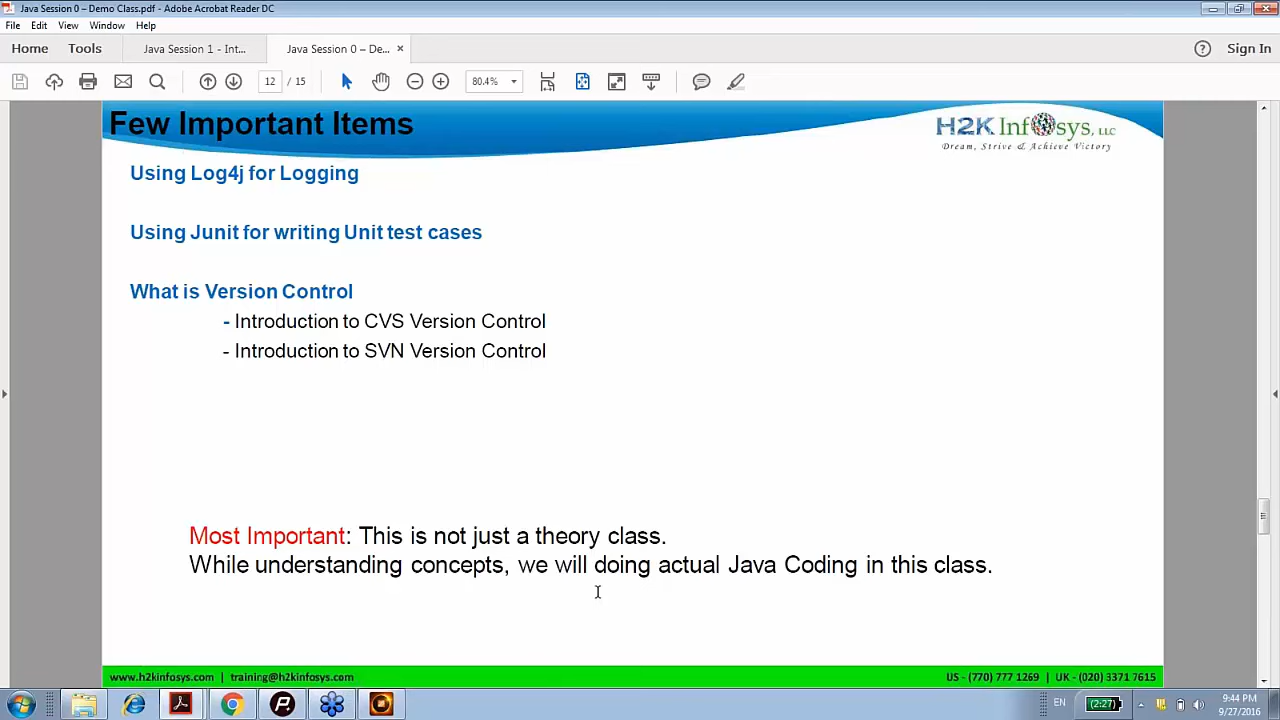 Java Session 0 – Demo Class.pdf - Adobe Acrobat Reader DC
File Edit View Window Help
Home Tools Java Session 1 - Int... Java Session 0 – De... × ? Sign In
12 / 15 80.4%
Few Important Items
H2K Infosys, LLC
Dream, Strive & Achieve Victory
Using Log4j for Logging
Using Junit for writing Unit test cases
What is Version Control
- Introduction to CVS Version Control
- Introduction to SVN Version Control
Most Important: This is not just a theory class.
While understanding concepts, we will doing actual Java Coding in this class.
www.h2kinfosys.com | training@h2kinfosys.com US - (770) 777 1269 | UK - (020) 3371 7615
EN (2:27) 9:44 PM
9/27/2016